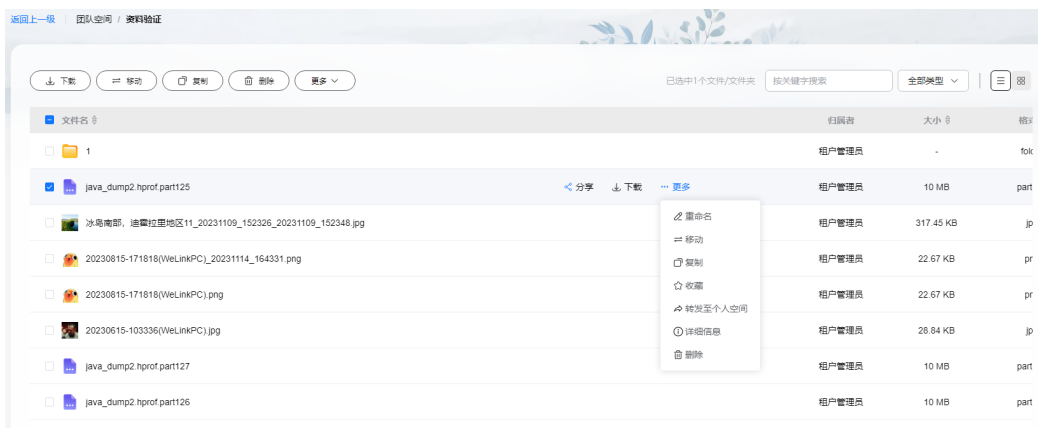 返回上一级 团队空间 / 资料验证
下载 移动 复制 删除 更多 已选中1个文件/文件夹 按关键字搜索 全部类型
文件名 归属者 大小
1 租户管理员 -
java_dump2.hprof.part125 分享 下载 ··· 更多 租户管理员 10 MB part
重命名
冰岛南部，迪霍拉里地区11_20231109_152326_20231109_152348.jpg 租户管理员 317.45 KB
移动
20230815-171818(WeLinkPC)_20231114_164331.png 租户管理员 22.67 KB
复制
收藏
20230815-171818(WeLinkPC).png 租户管理员 22.67 KB
转发至个人空间
20230615-103336(WeLinkPC).jpg 租户管理员 28.84 KB
详细信息
删除
java_dump2.hprof.part127 租户管理员 10 MB part
java_dump2.hprof.part126 租户管理员 10 MB part